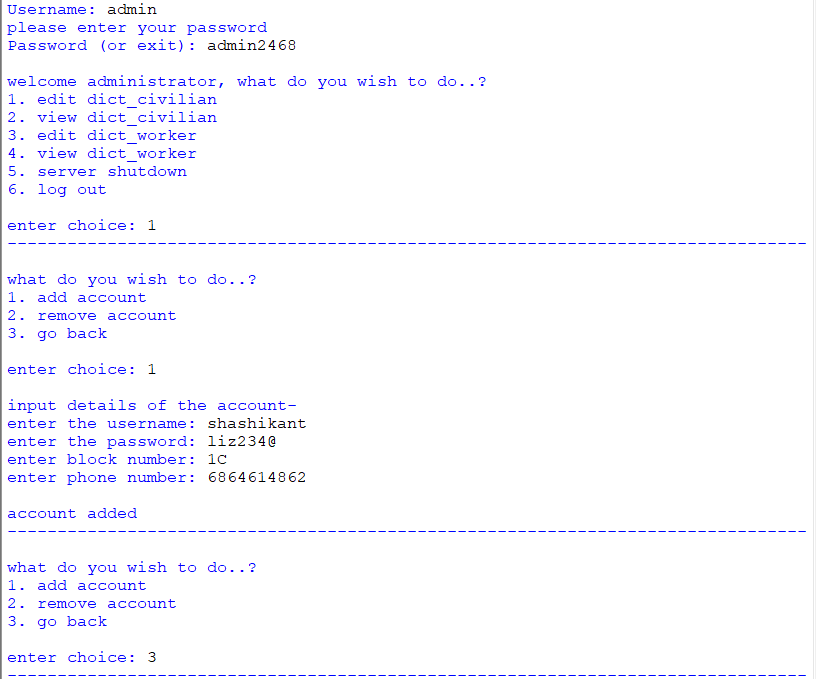 Username: admin
please enter your password
Password (or exit): admin2468
welcome administrator, what do you wish to do..?
1. edit dict_civilian
2. view dict_civilian
3. edit dict_worker
4. view dict_worker
5. server shutdown
6. log out
enter choice: 1
--------------------------------------------------------------------------------
what do you wish to do..?
1. add account
2. remove account
3. go back
enter choice: 1
input details of the account-
enter the username: shashikant
enter the password: liz234@
enter block number: 1C
enter phone number: 6864614862
account added
--------------------------------------------------------------------------------
what do you wish to do..?
1. add account
2. remove account
3. go back
enter choice: 3
--------------------------------------------------------------------------------